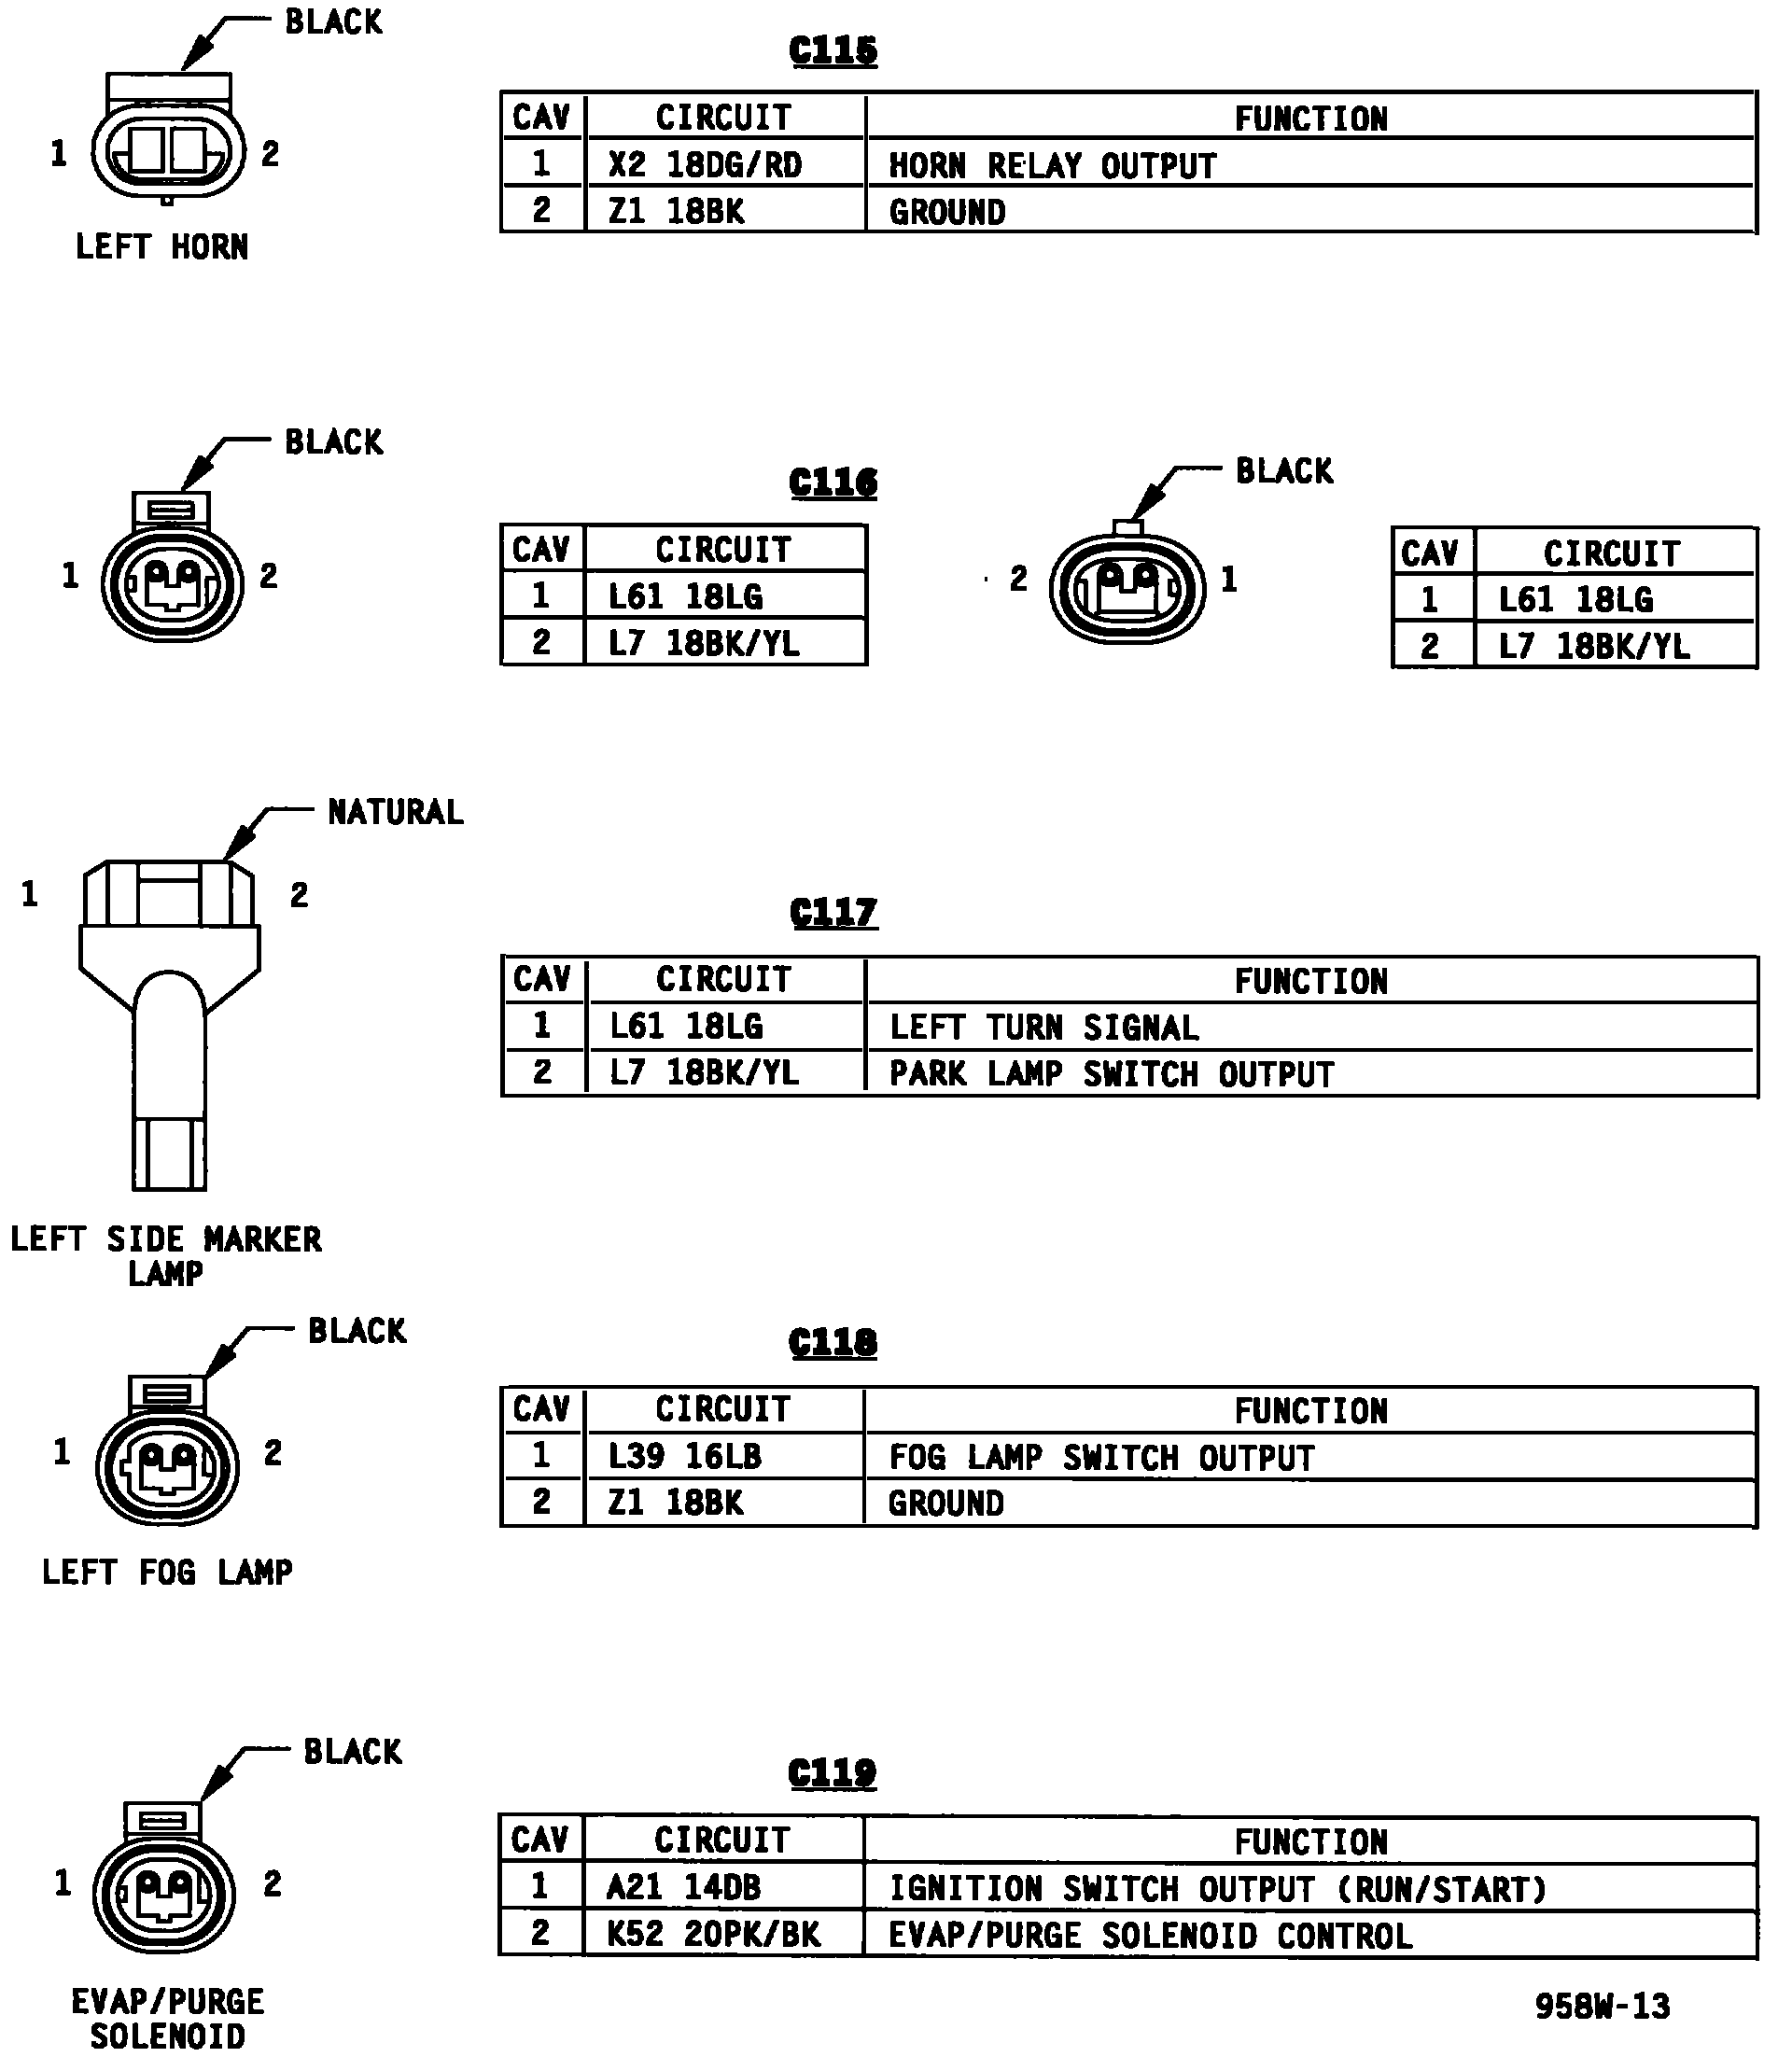 BLACK
C115
CAV CIRCUIT FUNCTION
1 X2 18DG/RD HORN RELAY OUTPUT
2 Z1 18BK GROUND
1 2
LEFT HORN
BLACK
C116
BLACK
CAV CIRCUIT
1 L61 18LG
2 L7 18BK/YL
1 2
2 1
CAV CIRCUIT
1 L61 18LG
2 L7 18BK/YL
NATURAL
1 2
C117
CAV CIRCUIT FUNCTION
1 L61 18LG LEFT TURN SIGNAL
2 L7 18BK/YL PARK LAMP SWITCH OUTPUT
LEFT SIDE MARKER
LAMP
BLACK
C118
CAV CIRCUIT FUNCTION
1 L39 16LB FOG LAMP SWITCH OUTPUT
2 Z1 18BK GROUND
1 2
LEFT FOG LAMP
BLACK
C119
CAV CIRCUIT FUNCTION
1 A21 14DB IGNITION SWITCH OUTPUT (RUN/START)
2 K52 20PK/BK EVAP/PURGE SOLENOID CONTROL
1 2
EVAP/PURGE
SOLENOID
958W-13